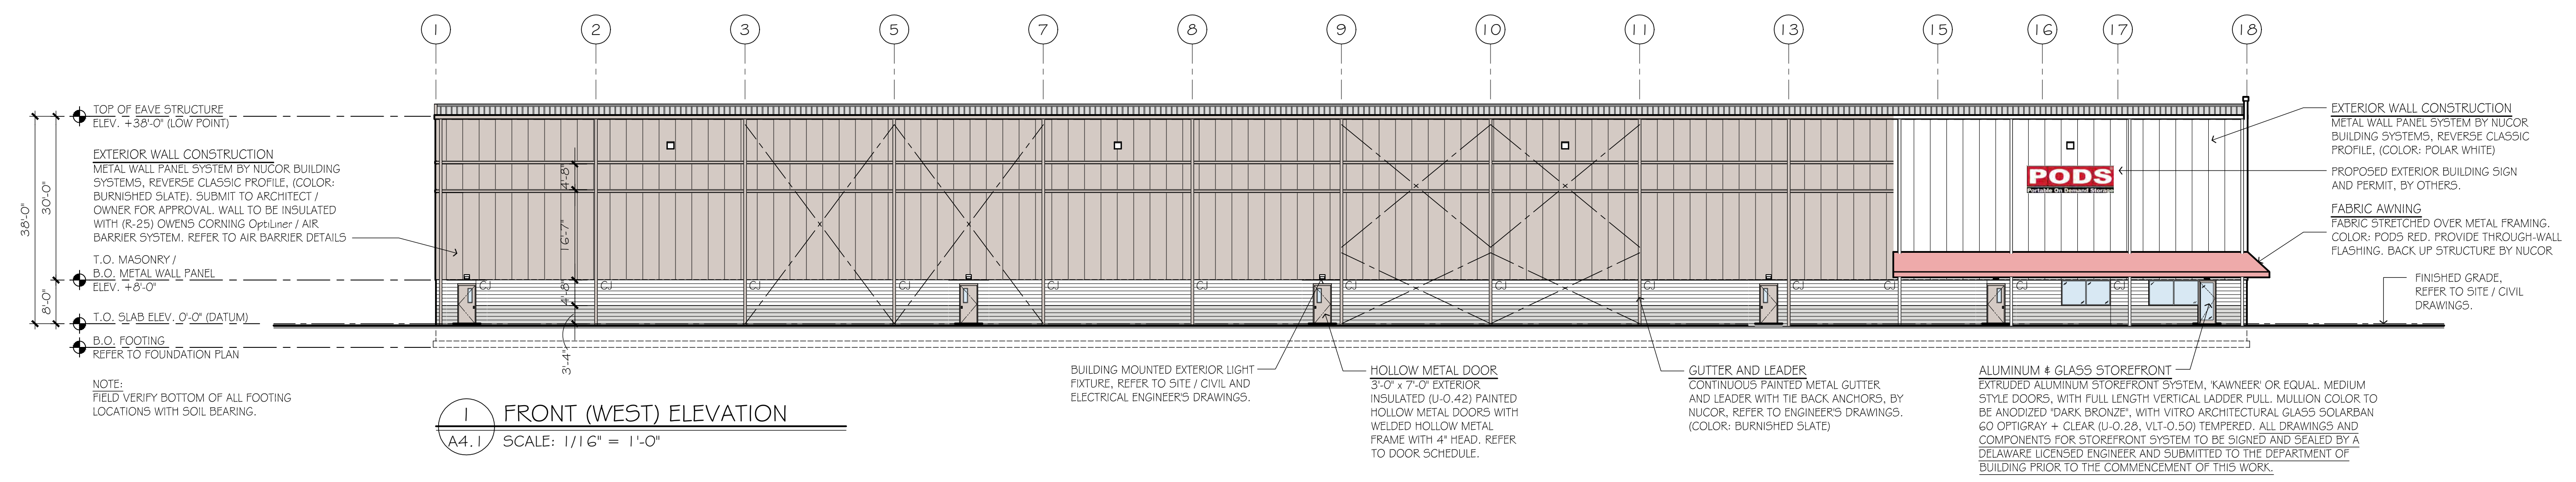 1 2 3 5 7 8 9 10 11 13 15 16 17 18
TOP OF EAVE STRUCTURE
ELEV. +38'-0" (LOW POINT)
EXTERIOR WALL CONSTRUCTION
METAL WALL PANEL SYSTEM BY NUCOR BUILDING
SYSTEMS, REVERSE CLASSIC PROFILE, (COLOR:
BURNISHED SLATE). SUBMIT TO ARCHITECT /
OWNER FOR APPROVAL. WALL TO BE INSULATED
WITH (R-25) OWENS CORNING OptiLiner / AIR
BARRIER SYSTEM. REFER TO AIR BARRIER DETAILS
T.O. MASONRY /
B.O. METAL WALL PANEL
ELEV. +8'-0"
T.O. SLAB ELEV. 0'-0" (DATUM)
B.O. FOOTING
REFER TO FOUNDATION PLAN
NOTE:
FIELD VERIFY BOTTOM OF ALL FOOTING
LOCATIONS WITH SOIL BEARING.
38'-0"
30'-0"
8'-0"
4'-8"
16'-7"
4'-8"
3'-4"
CJ CJ CJ CJ CJ CJ CJ CJ CJ CJ CJ CJ
PODS
Portable On Demand Storage
EXTERIOR WALL CONSTRUCTION
METAL WALL PANEL SYSTEM BY NUCOR
BUILDING SYSTEMS, REVERSE CLASSIC
PROFILE, (COLOR: POLAR WHITE)
PROPOSED EXTERIOR BUILDING SIGN
AND PERMIT, BY OTHERS.
FABRIC AWNING
FABRIC STRETCHED OVER METAL FRAMING.
COLOR: PODS RED. PROVIDE THROUGH-WALL
FLASHING. BACK UP STRUCTURE BY NUCOR
FINISHED GRADE,
REFER TO SITE / CIVIL
DRAWINGS.
BUILDING MOUNTED EXTERIOR LIGHT
FIXTURE, REFER TO SITE / CIVIL AND
ELECTRICAL ENGINEER'S DRAWINGS.
HOLLOW METAL DOOR
3'-0" x 7'-0" EXTERIOR
INSULATED (U-0.42) PAINTED
HOLLOW METAL DOORS WITH
WELDED HOLLOW METAL
FRAME WITH 4" HEAD. REFER
TO DOOR SCHEDULE.
GUTTER AND LEADER
CONTINUOUS PAINTED METAL GUTTER
AND LEADER WITH TIE BACK ANCHORS, BY
NUCOR, REFER TO ENGINEER'S DRAWINGS.
(COLOR: BURNISHED SLATE)
ALUMINUM & GLASS STOREFRONT
EXTRUDED ALUMINUM STOREFRONT SYSTEM, 'KAWNEER' OR EQUAL. MEDIUM
STYLE DOORS, WITH FULL LENGTH VERTICAL LADDER PULL. MULLION COLOR TO
BE ANODIZED "DARK BRONZE", WITH VITRO ARCHITECTURAL GLASS SOLARBAN
60 OPTIGRAY + CLEAR (U-0.28, VLT-0.50) TEMPERED. ALL DRAWINGS AND
COMPONENTS FOR STOREFRONT SYSTEM TO BE SIGNED AND SEALED BY A
DELAWARE LICENSED ENGINEER AND SUBMITTED TO THE DEPARTMENT OF
BUILDING PRIOR TO THE COMMENCEMENT OF THIS WORK.
1
A4.1
FRONT (WEST) ELEVATION
SCALE: 1/16" = 1'-0"